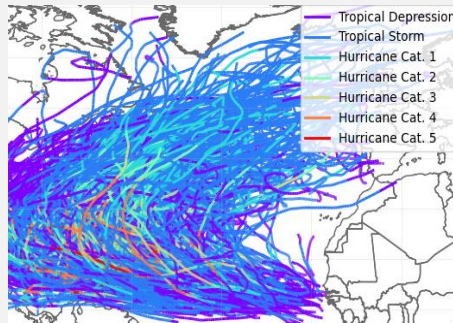 Tropical Depression
Tropical Storm
Hurricane Cat. 1
Hurricane Cat. 2
Hurricane Cat. 3
Hurricane Cat. 4
Hurricane Cat. 5